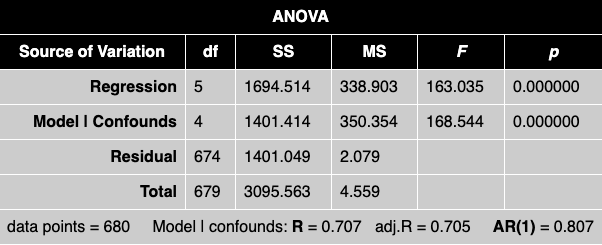 ANOVA
Source of Variation df SS MS F p
Regression 5 1694.514 338.903 163.035 0.000000
Model | Confounds 4 1401.414 350.354 168.544 0.000000
Residual 674 1401.049 2.079
Total 679 3095.563 4.559
data points = 680 Model | confounds: R = 0.707 adj.R = 0.705 AR(1) = 0.807